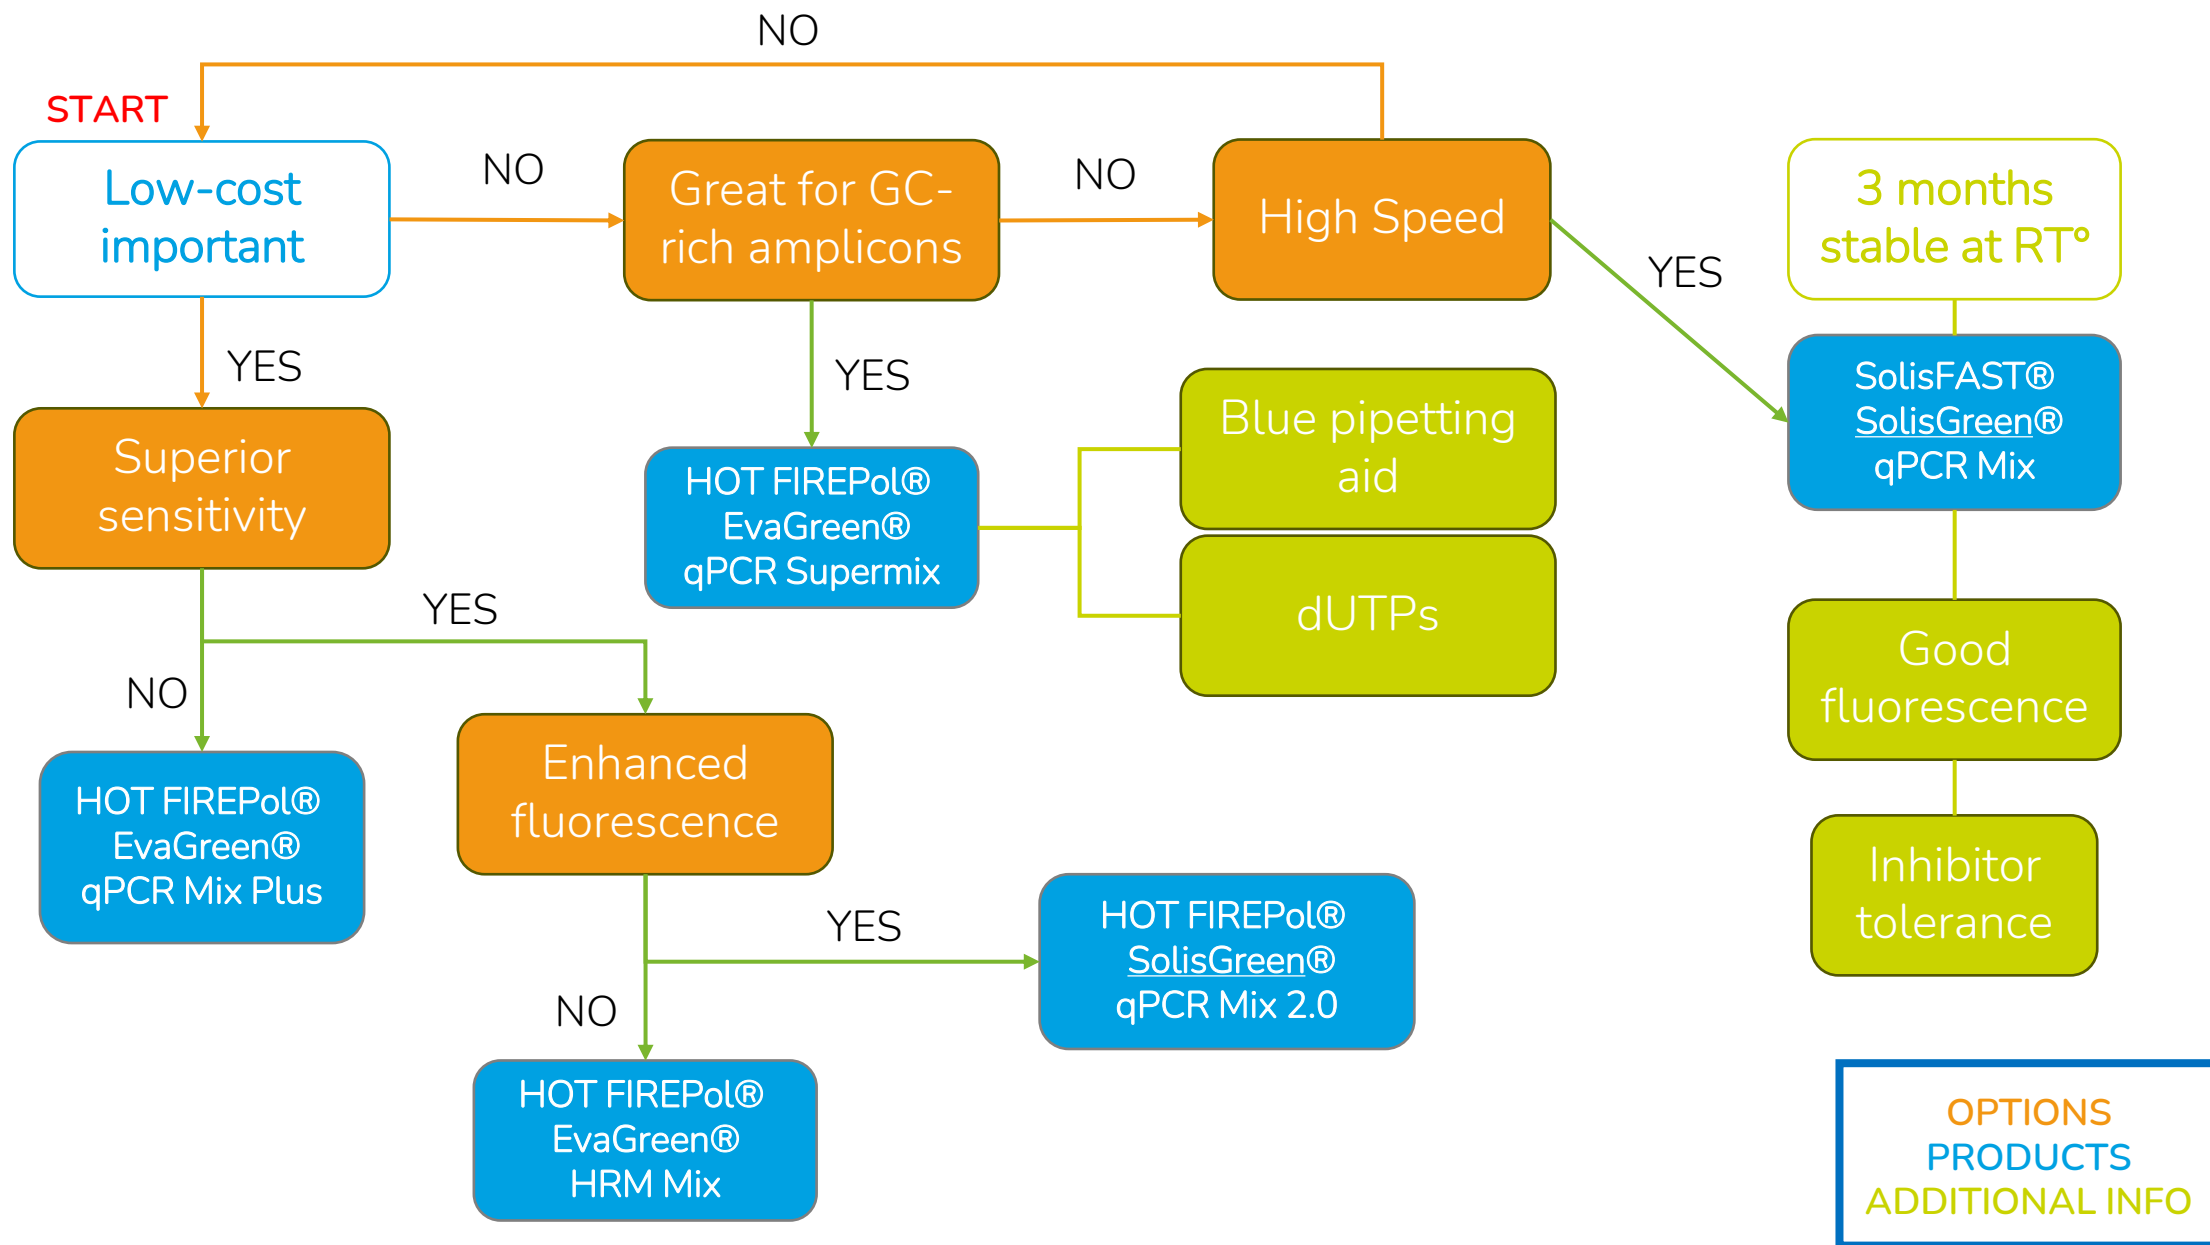 NO
START
Low-cost
important
NO
Great for GC-
rich amplicons
NO
High Speed
YES
3 months
stable at RT°
YES
YES
Superior
sensitivity
Blue pipetting
aid
SolisFAST®
SolisGreen®
qPCR Mix
HOT FIREPol®
EvaGreen®
qPCR Supermix
dUTPs
YES
NO
Good
fluorescence
Enhanced
fluorescence
HOT FIREPol®
EvaGreen®
qPCR Mix Plus
Inhibitor
tolerance
YES
HOT FIREPol®
SolisGreen®
qPCR Mix 2.0
NO
HOT FIREPol®
EvaGreen®
HRM Mix
OPTIONS
PRODUCTS
ADDITIONAL INFO